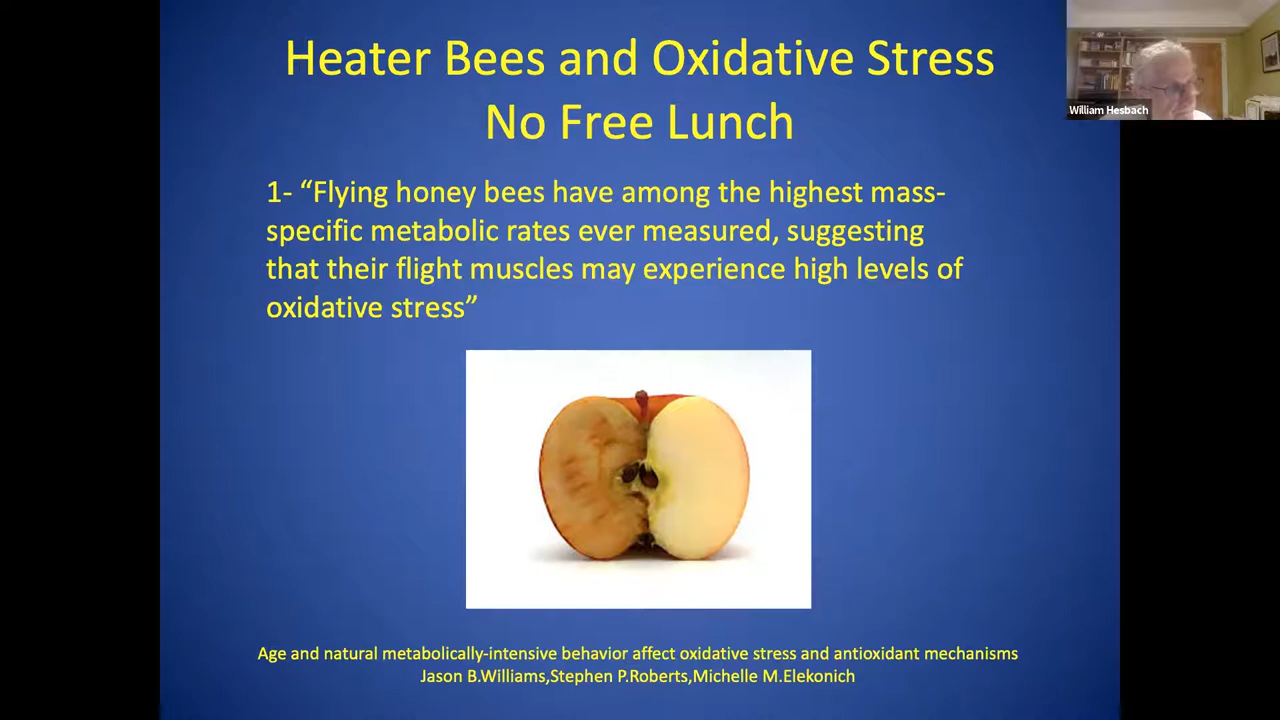 Heater Bees and Oxidative Stress
No Free Lunch
William Hesbach
1- “Flying honey bees have among the highest mass-
specific metabolic rates ever measured, suggesting
that their flight muscles may experience high levels of
oxidative stress”
Age and natural metabolically-intensive behavior affect oxidative stress and antioxidant mechanisms
Jason B.Williams,Stephen P.Roberts,Michelle M.Elekonich